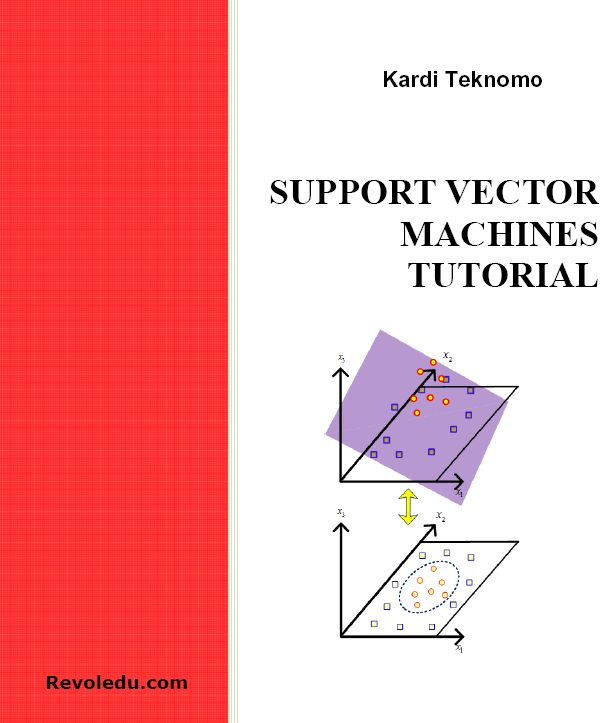 Kardi Teknomo
SUPPORT VECTOR
MACHINES
TUTORIAL
x3
x2
x1
x3
x2
x1
Revoledu.com